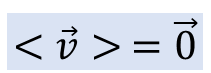 < v⃗ > = 0⃗